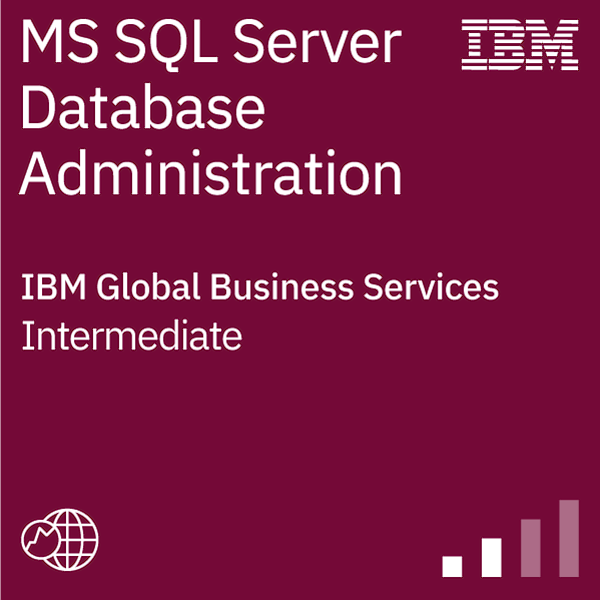 MS SQL Server
IBM
Database
Administration
IBM Global Business Services
Intermediate